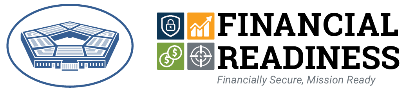 FINANCIAL
READINESS
Financially Secure, Mission Ready